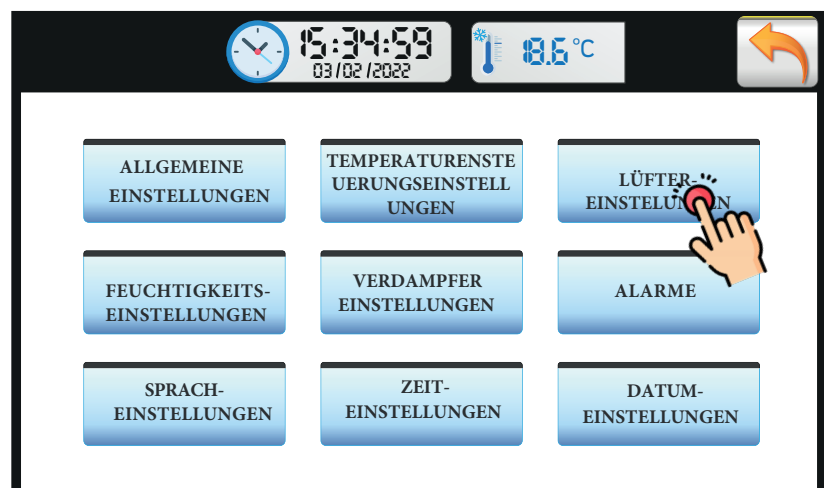 15:34:59
03/02/2022
18.6 °C
ALLGEMEINE
EINSTELLUNGEN
TEMPERATURENSTE
UERUNGSEINSTELL
UNGEN
LÜFTER-
FEUCHTIGKEITS-
EINSTELLUNGEN
VERDAMPFER
EINSTELLUNGEN
ALARME
SPRACH-
EINSTELLUNGEN
ZEIT-
EINSTELLUNGEN
DATUM-
EINSTELLUNGEN